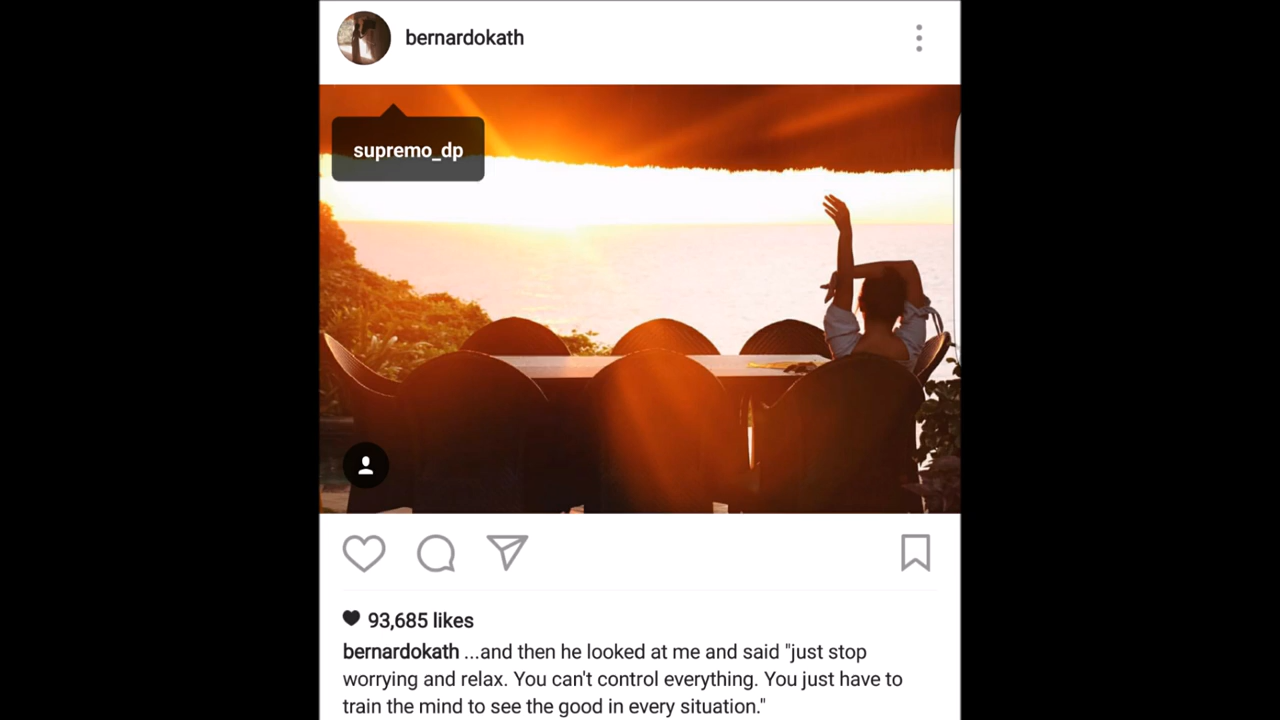 bernardokath
supremo_dp
93,685 likes
bernardokath ...and then he looked at me and said "just stop
worrying and relax. You can't control everything. You just have to
train the mind to see the good in every situation."